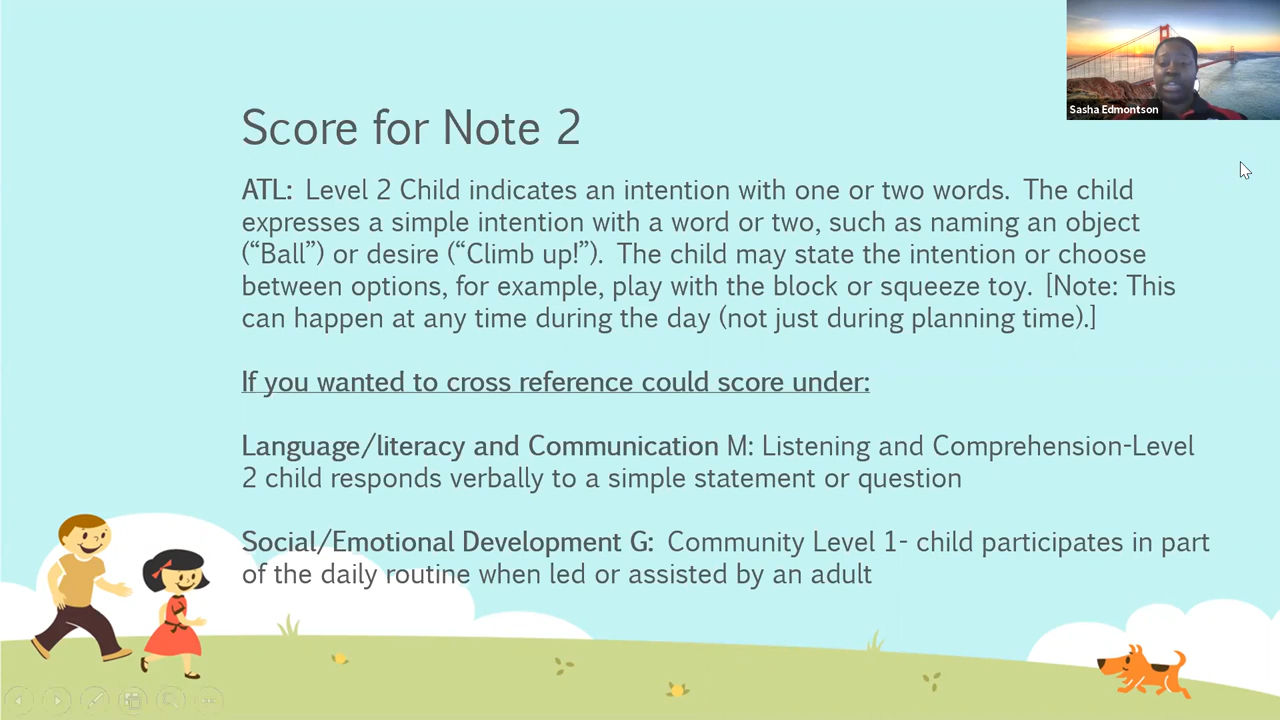 Sasha Edmontson
Score for Note 2
ATL: Level 2 Child indicates an intention with one or two words. The child
expresses a simple intention with a word or two, such as naming an object
(“Ball”) or desire (“Climb up!”). The child may state the intention or choose
between options, for example, play with the block or squeeze toy. [Note: This
can happen at any time during the day (not just during planning time).]
If you wanted to cross reference could score under:
Language/literacy and Communication M: Listening and Comprehension-Level
2 child responds verbally to a simple statement or question
Social/Emotional Development G: Community Level 1- child participates in part
of the daily routine when led or assisted by an adult